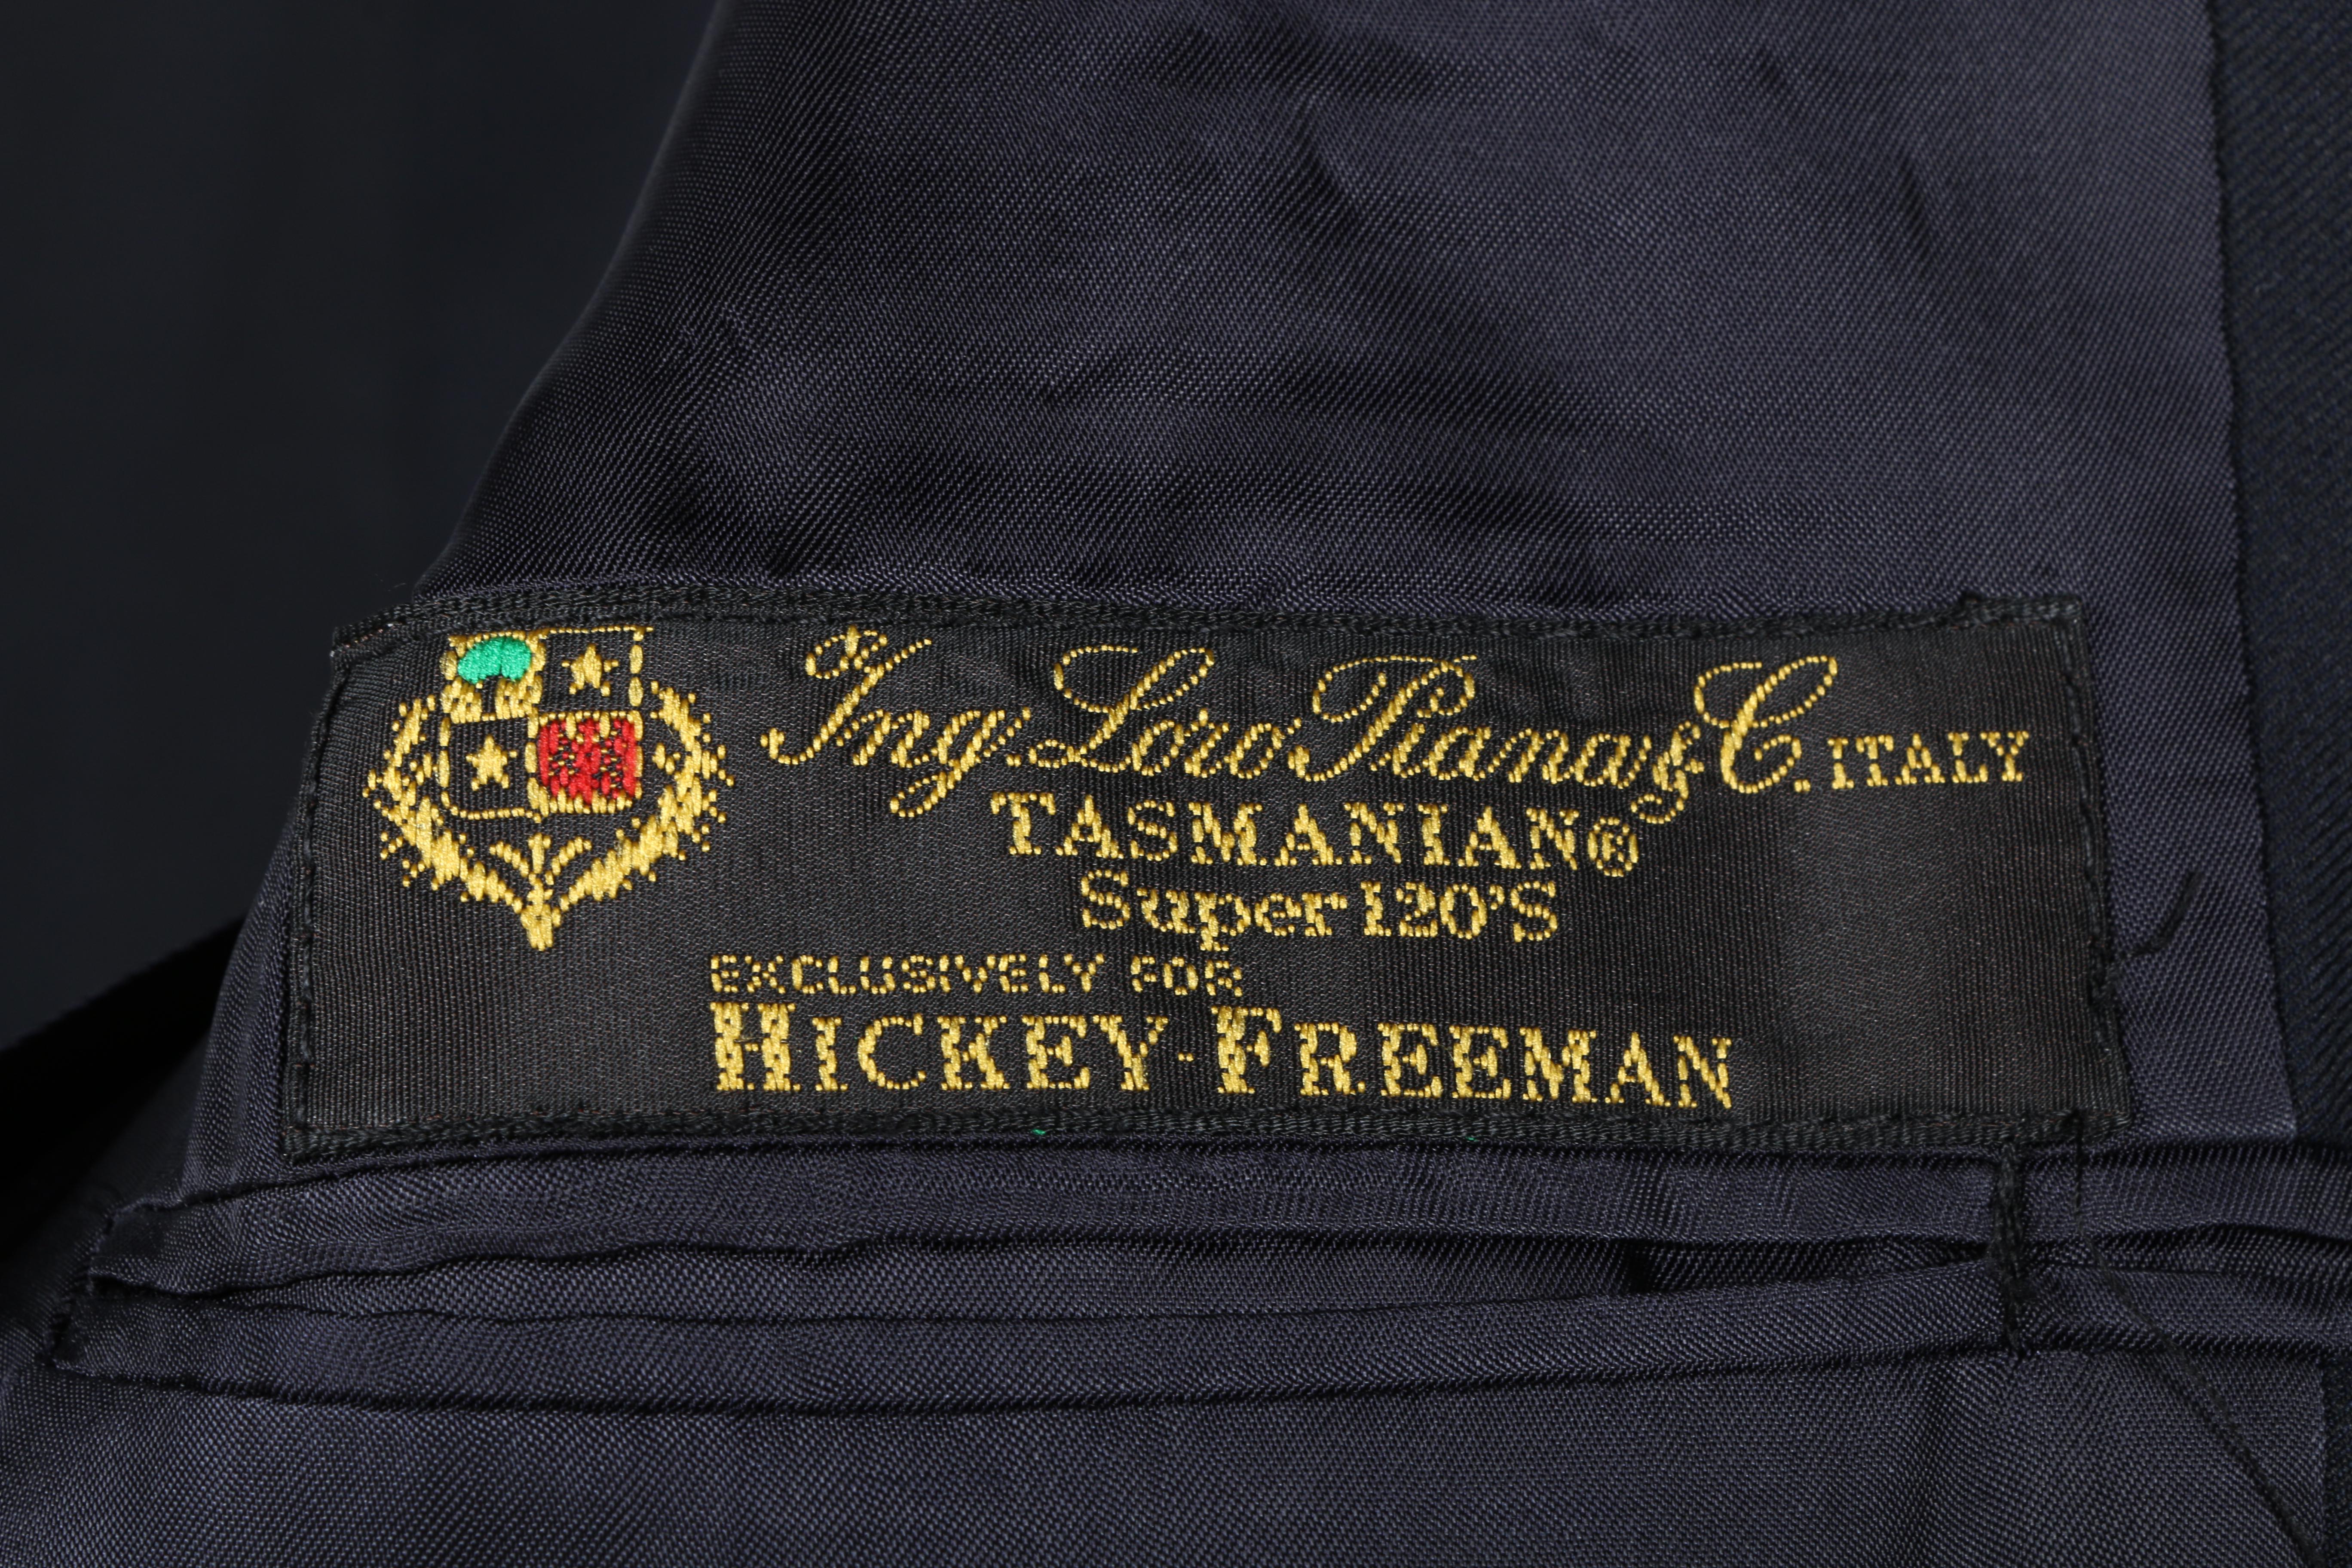 Ing. Loro Piana & C. ITALY
TASMANIAN®
Super 120'S
EXCLUSIVELY FOR
HICKEY-FREEMAN